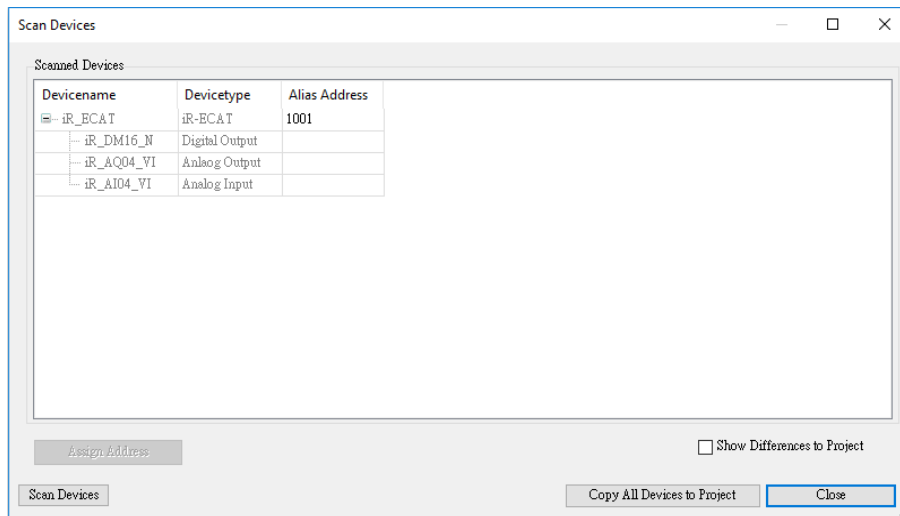 Scan Devices
Scanned Devices
Devicename Devicetype Alias Address
iR_ECAT iR-ECAT 1001
iR_DM16_N Digital Output
iR_AQ04_VI Anlaog Output
iR_AI04_VI Analog Input
Assign Address
Show Differences to Project
Scan Devices
Copy All Devices to Project
Close